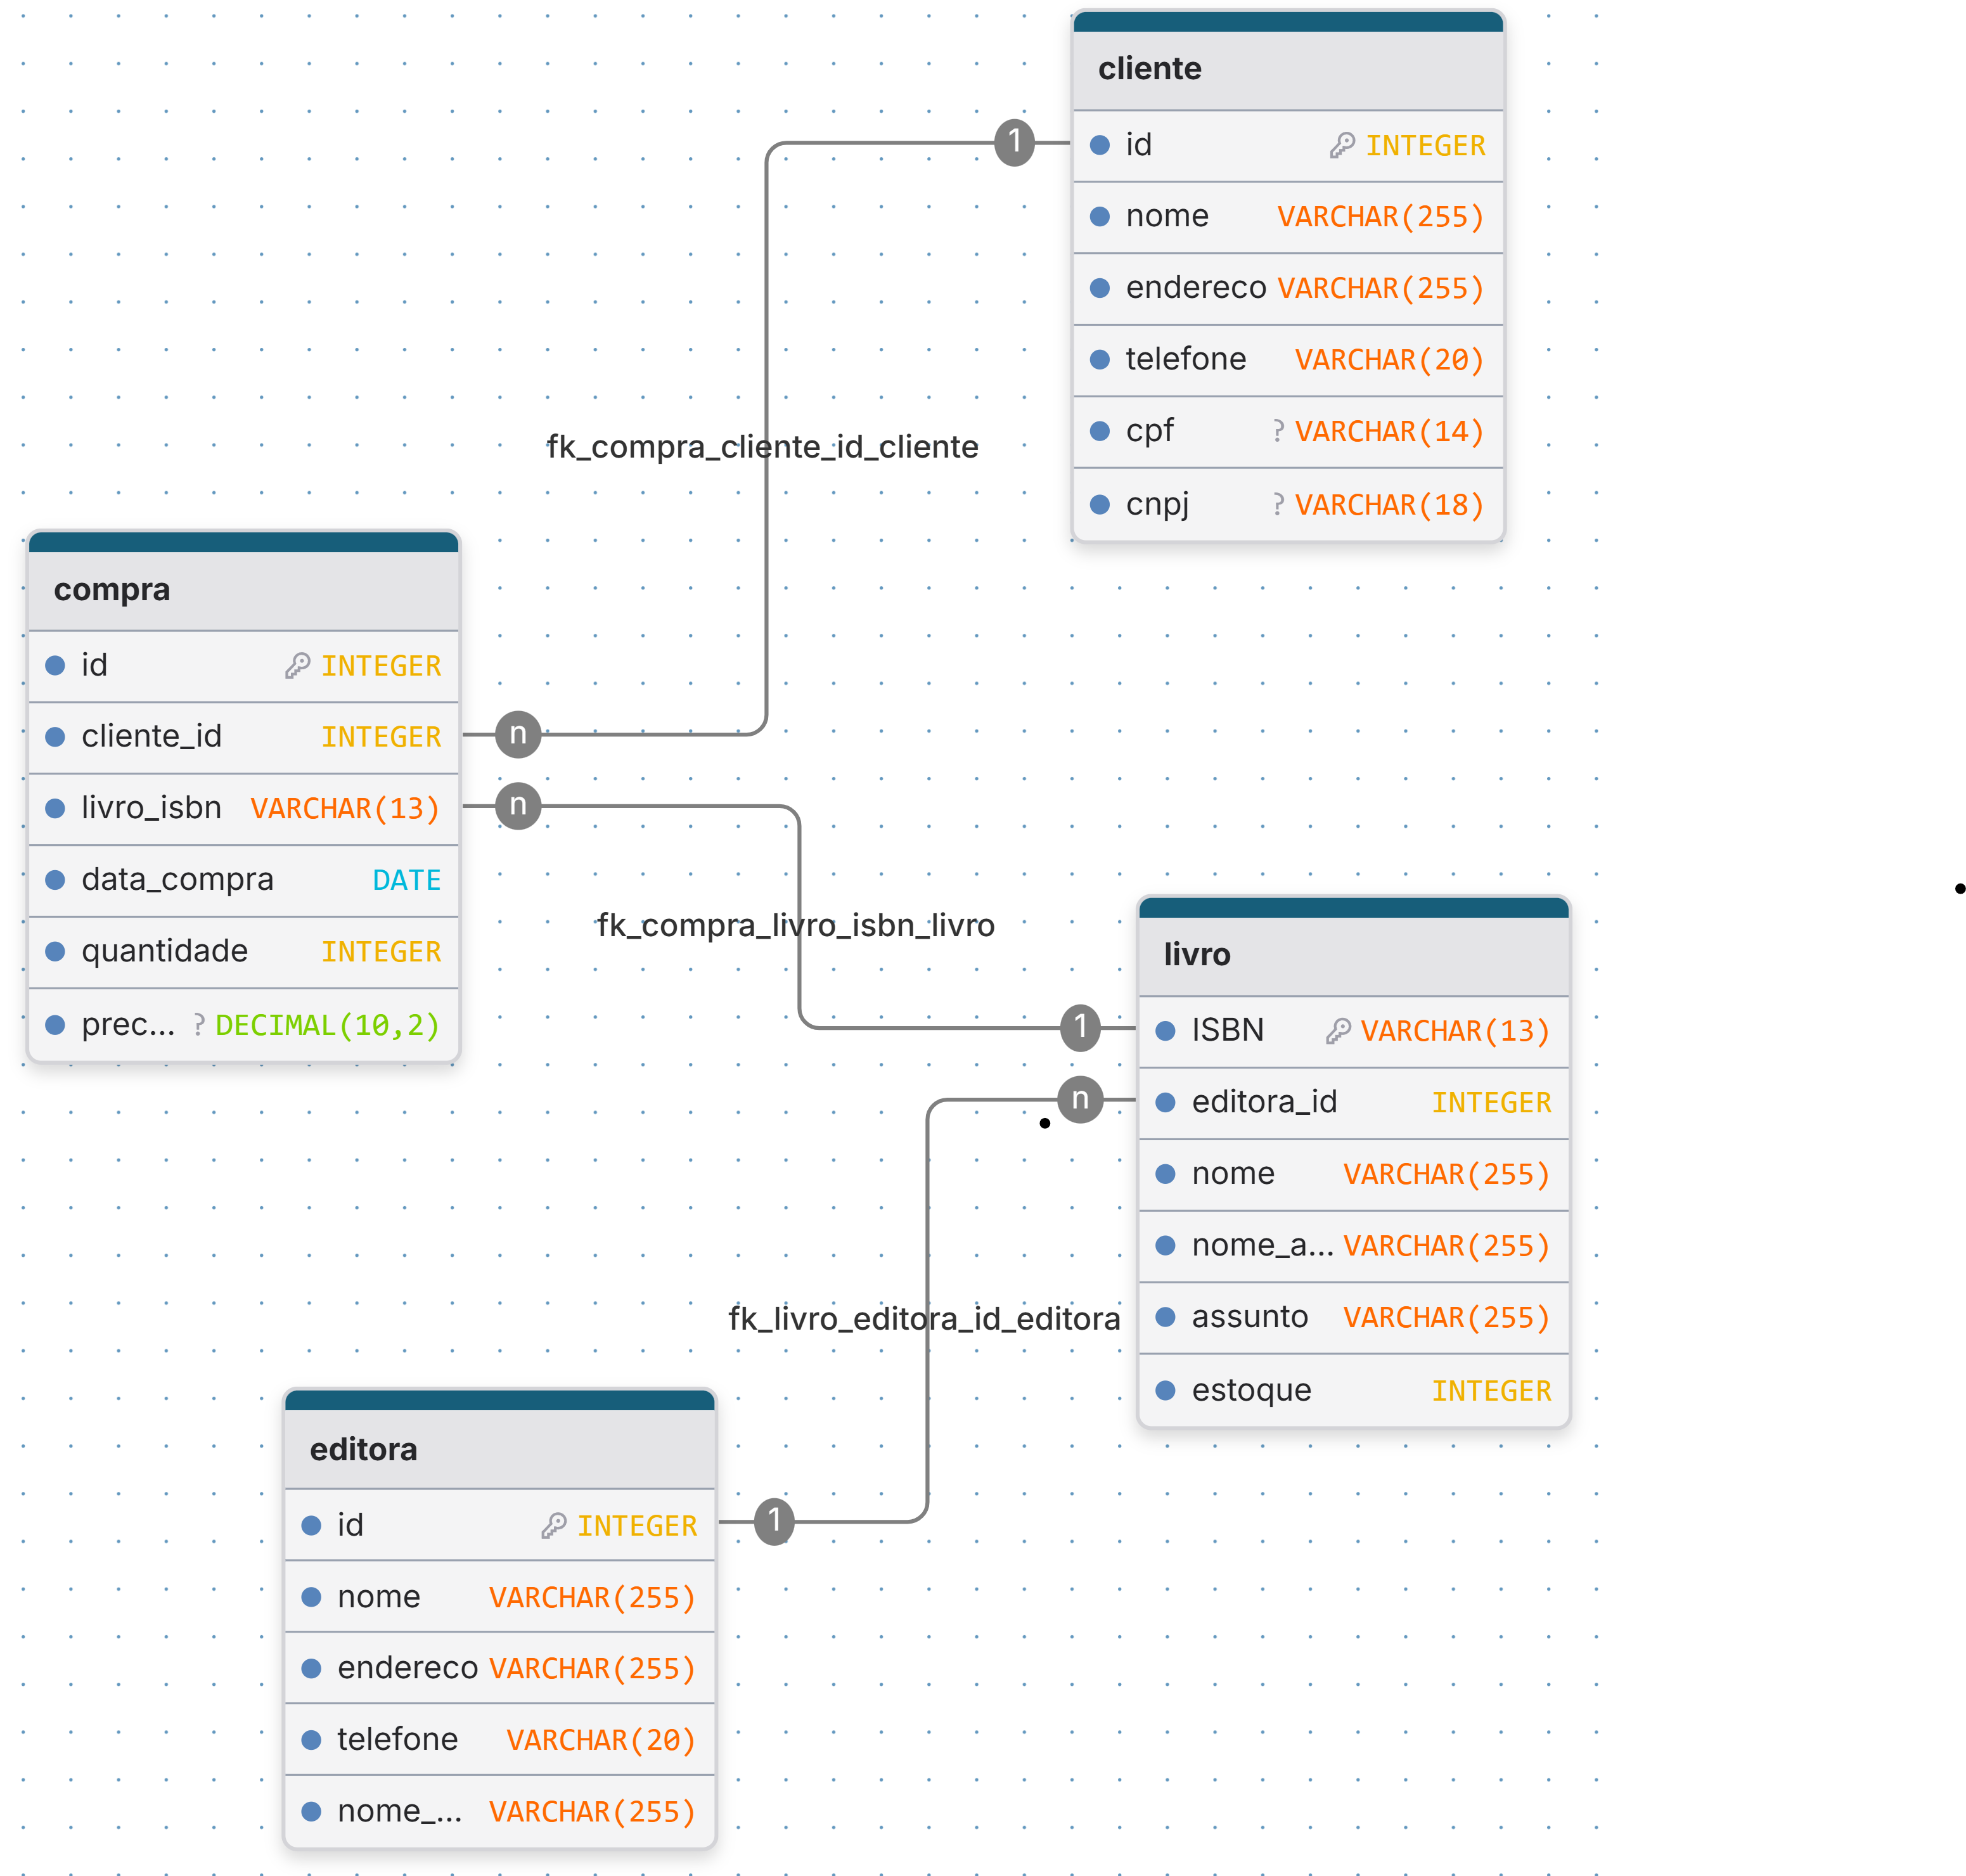 cliente
id INTEGER
nome VARCHAR(255)
endereco VARCHAR(255)
telefone VARCHAR(20)
cpf ? VARCHAR(14)
cnpj ? VARCHAR(18)
1
fk_compra_cliente_id_cliente
compra
id INTEGER
cliente_id INTEGER
n
livro_isbn VARCHAR(13)
n
data_compra DATE
quantidade INTEGER
prec... ? DECIMAL(10,2)
fk_compra_livro_isbn_livro
livro
1
ISBN VARCHAR(13)
n
editora_id INTEGER
nome VARCHAR(255)
nome_a... VARCHAR(255)
assunto VARCHAR(255)
estoque INTEGER
fk_livro_editora_id_editora
editora
id INTEGER
1
nome VARCHAR(255)
endereco VARCHAR(255)
telefone VARCHAR(20)
nome_... VARCHAR(255)